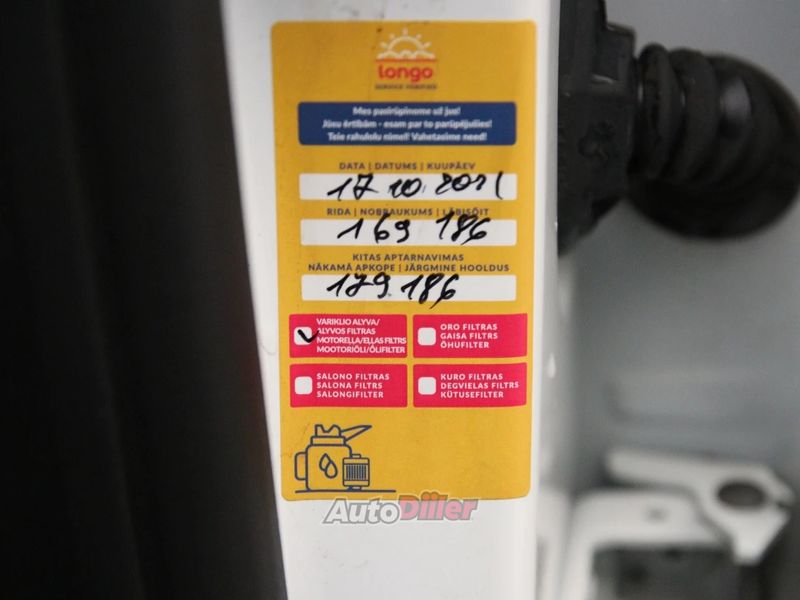 longo
Mes pasirūpinome už jus!
Jūsu ērtībām - esam par to parūpējušies!
Teie rahulolu nimel! Vahetasime need!
DATA | DATUMS | KUUPÄEV
17.10.2021
RIDA | NOBRAUKUMS | LÄBISÕIT
169 186
KITAS APTARNAVIMAS
NĀKAMĀ APKOPE | JÄRGMINE HOOLDUS
179 186
VARIKLIO ALYVA/
ALYVOS FILTRAS
MOTOREĻĻA/EĻĻAS FILTRS
MOOTORIÕLI/ÕLIFILTER
ORO FILTRAS
GAISA FILTRS
ÕHUFILTER
SALONO FILTRAS
SALONA FILTRS
SALONGIFILTER
KURO FILTRAS
DEGVIELAS FILTRS
KÜTUSEFILTER
AutoDiller